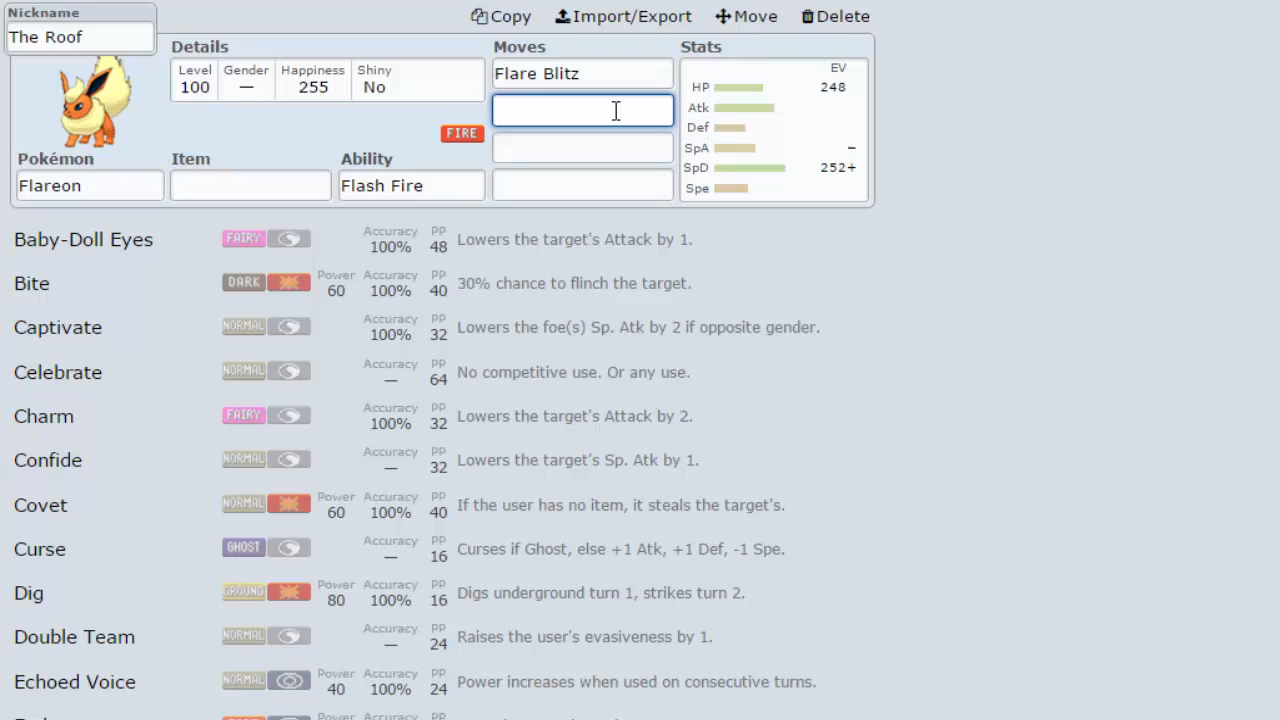 Nickname
The Roof
Copy Import/Export Move Delete
Details
Level Gender Happiness Shiny
100 — 255 No
FIRE
Pokémon Item Ability
Flareon Flash Fire
Moves
Flare Blitz
Stats
EV
HP 248
Atk
Def
SpA –
SpD 252+
Spe
Baby-Doll Eyes FAIRY Accuracy 100% PP 48 Lowers the target's Attack by 1.
Bite DARK Power 60 Accuracy 100% PP 40 30% chance to flinch the target.
Captivate NORMAL Accuracy 100% PP 32 Lowers the foe(s) Sp. Atk by 2 if opposite gender.
Celebrate NORMAL Accuracy — PP 64 No competitive use. Or any use.
Charm FAIRY Accuracy 100% PP 32 Lowers the target's Attack by 2.
Confide NORMAL Accuracy — PP 32 Lowers the target's Sp. Atk by 1.
Covet NORMAL Power 60 Accuracy 100% PP 40 If the user has no item, it steals the target's.
Curse GHOST Accuracy — PP 16 Curses if Ghost, else +1 Atk, +1 Def, -1 Spe.
Dig GROUND Power 80 Accuracy 100% PP 16 Digs underground turn 1, strikes turn 2.
Double Team NORMAL Accuracy — PP 24 Raises the user's evasiveness by 1.
Echoed Voice NORMAL Power 40 Accuracy 100% PP 24 Power increases when used on consecutive turns.